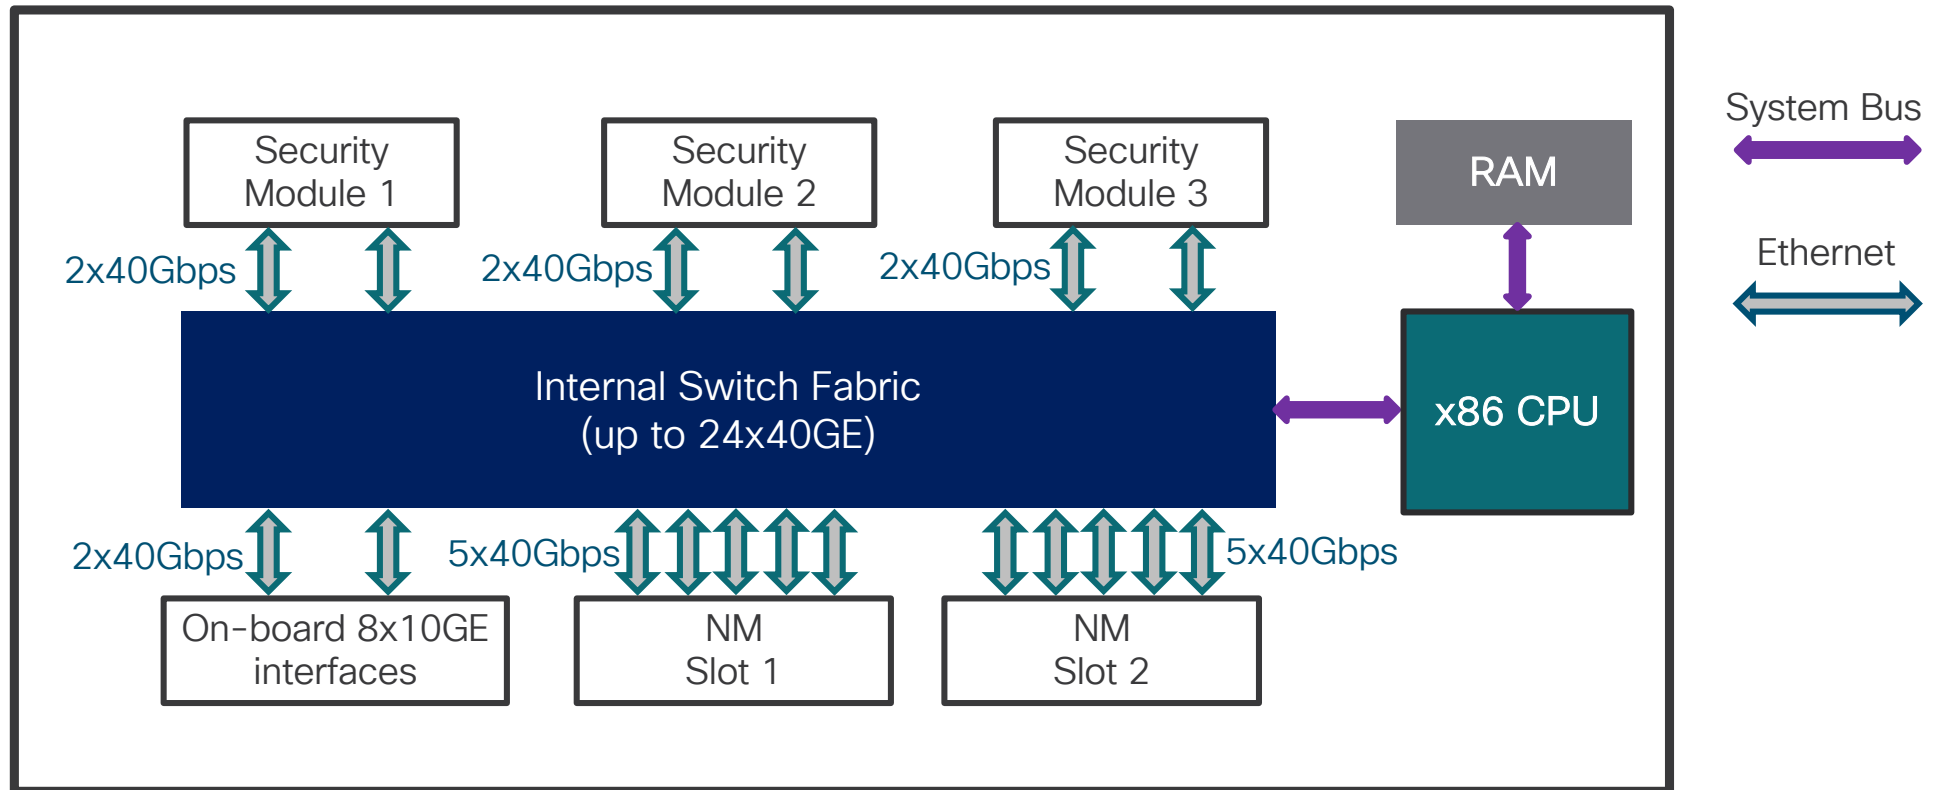 Security
Module 1
Security
Module 2
Security
Module 3
RAM
System Bus
Ethernet
2x40Gbps
2x40Gbps
2x40Gbps
Internal Switch Fabric
(up to 24x40GE)
x86 CPU
2x40Gbps
5x40Gbps
5x40Gbps
On-board 8x10GE
interfaces
NM
Slot 1
NM
Slot 2